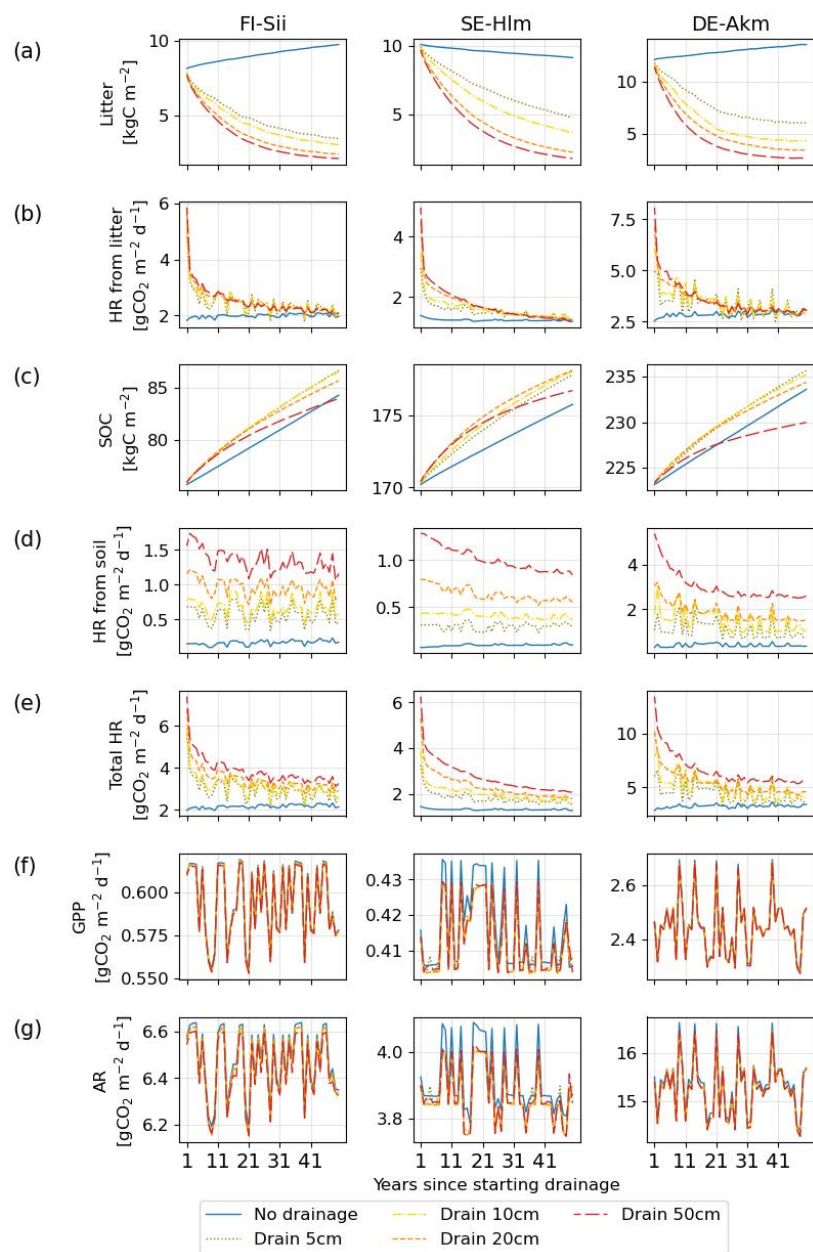 FI-Sii SE-Hlm DE-Akm
(a)
Litter
[kgC m⁻²]
10
5
10
5
10
5
(b)
HR from litter
[gCO₂ m⁻² d⁻¹]
6
4
2
4
2
7.5
5.0
2.5
(c)
SOC
[kgC m⁻²]
85
80
175
170
235
230
225
(d)
HR from soil
[gCO₂ m⁻² d⁻¹]
1.5
1.0
0.5
1.0
0.5
4
2
(e)
Total HR
[gCO₂ m⁻² d⁻¹]
6
4
2
6
4
2
10
5
(f)
GPP
[gCO₂ m⁻² d⁻¹]
0.600
0.575
0.550
0.43
0.42
0.41
2.6
2.4
(g)
AR
[gCO₂ m⁻² d⁻¹]
6.6
6.4
6.2
4.0
3.8
16
15
1 11 21 31 41 1 11 21 31 41 1 11 21 31 41
Years since starting drainage
No drainage Drain 10cm Drain 50cm
Drain 5cm Drain 20cm